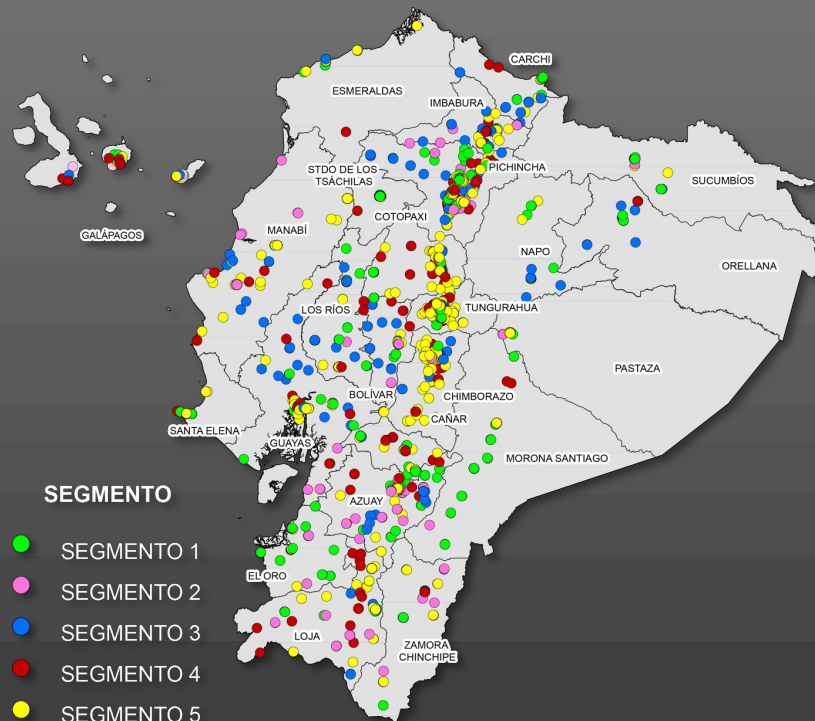 CARCHI
ESMERALDAS
IMBABURA
PICHINCHA
STDO DE LOS
TSÁCHILAS
SUCUMBÍOS
COTOPAXI
MANABÍ
GALÁPAGOS
NAPO
ORELLANA
LOS RÍOS
TUNGURAHUA
PASTAZA
BOLÍVAR
CHIMBORAZO
CAÑAR
SANTA ELENA
GUAYAS
MORONA SANTIAGO
AZUAY
EL ORO
LOJA
ZAMORA
CHINCHIPE
SEGMENTO
SEGMENTO 1
SEGMENTO 2
SEGMENTO 3
SEGMENTO 4
SEGMENTO 5